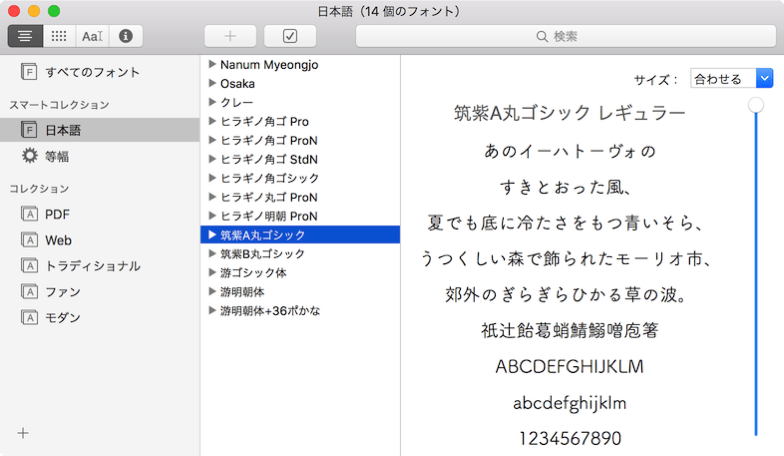 日本語（14 個のフォント）
AaI
検索
すべてのフォント
スマートコレクション
日本語
等幅
コレクション
PDF
Web
トラディショナル
ファン
モダン
Nanum Myeongjo
Osaka
クレー
ヒラギノ角ゴ Pro
ヒラギノ角ゴ ProN
ヒラギノ角ゴ StdN
ヒラギノ角ゴシック
ヒラギノ丸ゴ ProN
ヒラギノ明朝 ProN
筑紫A丸ゴシック
筑紫B丸ゴシック
游ゴシック体
游明朝体
游明朝体+36ポかな
サイズ： 合わせる
筑紫A丸ゴシック レギュラー
あのイーハトーヴォの
すきとおった風、
夏でも底に冷たさをもつ青いそら、
うつくしい森で飾られたモーリオ市、
郊外のぎらぎらひかる草の波。
祇辻飴葛蛸鯖鰯噌庖箸
ABCDEFGHIJKLM
abcdefghijklm
1234567890